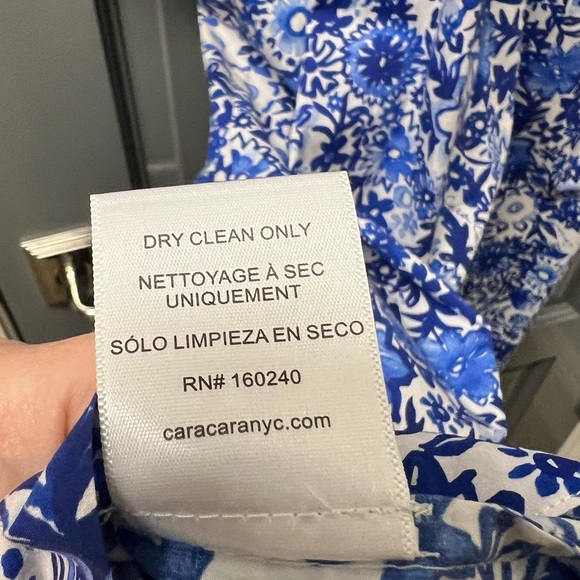 DRY CLEAN ONLY
NETTOYAGE À SEC
UNIQUEMENT
SÓLO LIMPIEZA EN SECO
RN# 160240
caracaranyc.com